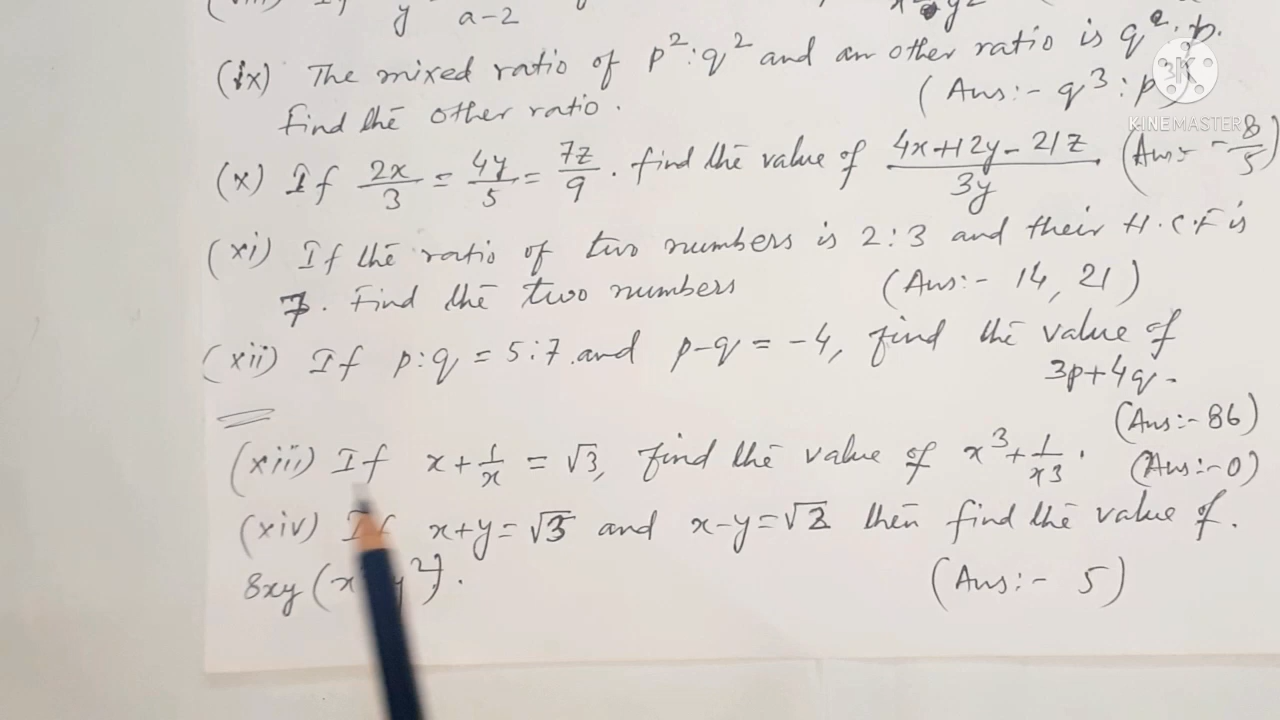 y a-2
(ix) The mixed ratio of p²:q² and an other ratio is q²:p.
Find the other ratio. (Ans:- q³:p³)
KINEMASTER
(x) If 2x/3 = 4y/5 = 7z/9. find the value of (4x+12y-21z)/3y (Ans:- -8/5)
(xi) If the ratio of two numbers is 2:3 and their H.C.F is
7. Find the two numbers (Ans:- 14, 21)
(xii) If p:q = 5:7 and p-q = -4, find the value of
3p+4q.
(Ans:- 86)
(xiii) If x + 1/x = √3, find the value of x³ + 1/x3. (Ans:- 0)
(xiv) If x+y = √3 and x-y = √2 then find the value of.
8xy (x y²). (Ans:- 5)